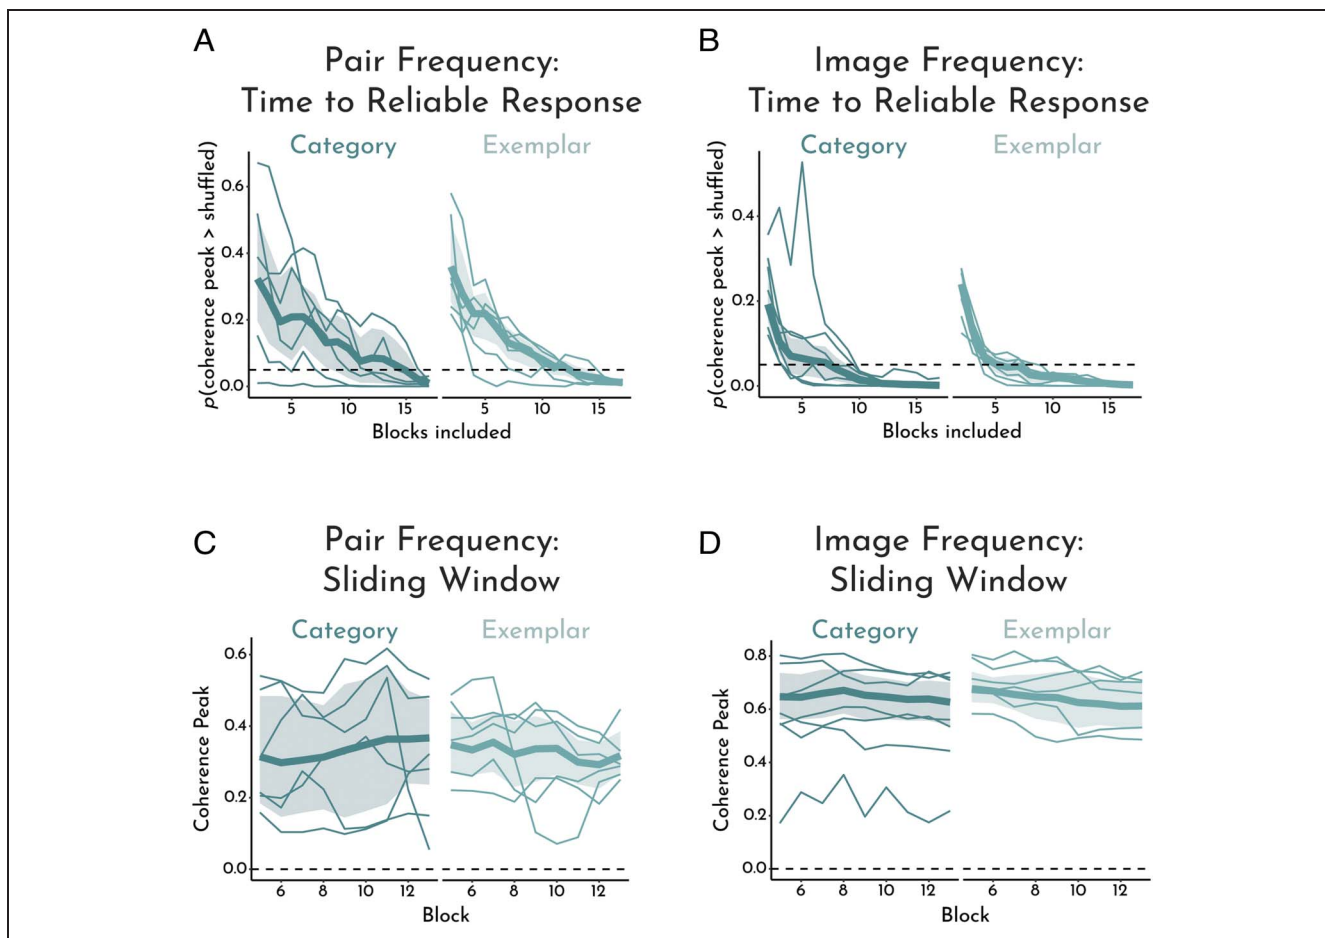 A
Pair Frequency:
Time to Reliable Response
Category
Exemplar
p(coherence peak > shuffled)
0.6
0.4
0.2
0.0
5
10
15
5
10
15
Blocks included
B
Image Frequency:
Time to Reliable Response
Category
Exemplar
p(coherence peak > shuffled)
0.4
0.2
0.0
5
10
15
5
10
15
Blocks included
C
Pair Frequency:
Sliding Window
Category
Exemplar
Coherence Peak
0.6
0.4
0.2
0.0
6
8
10
12
6
8
10
12
Block
D
Image Frequency:
Sliding Window
Category
Exemplar
Coherence Peak
0.8
0.6
0.4
0.2
0.0
6
8
10
12
6
8
10
12
Block